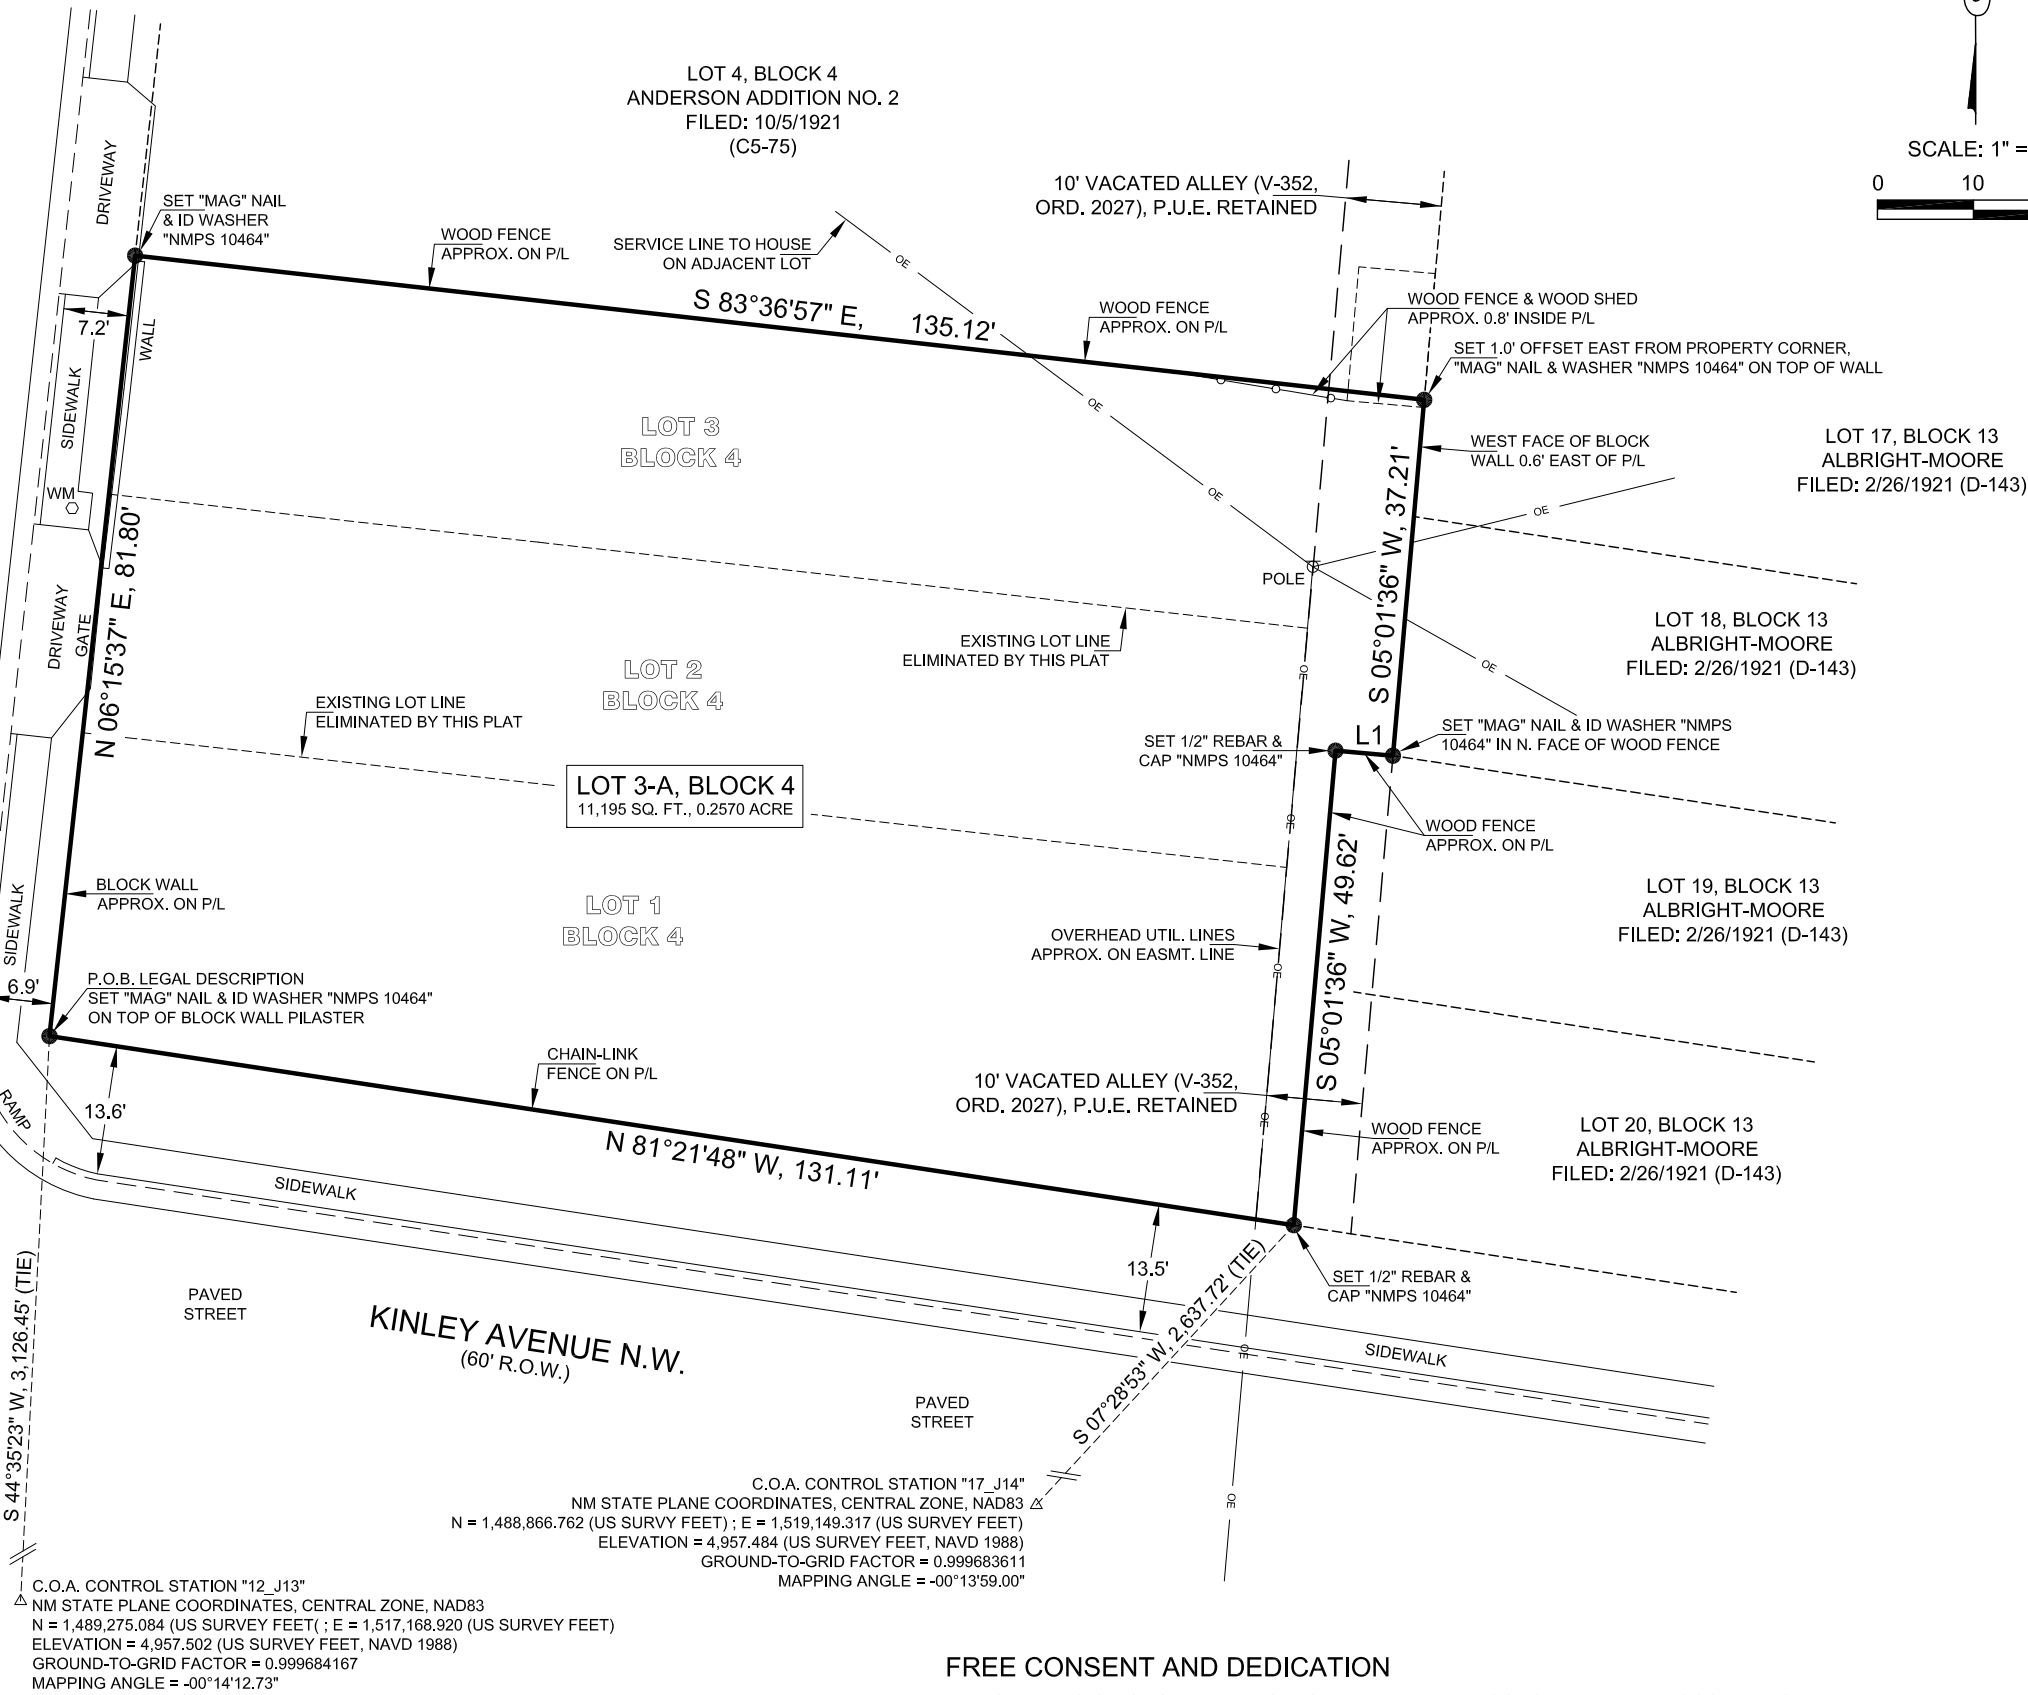 LOT 4, BLOCK 4
ANDERSON ADDITION NO. 2
FILED: 10/5/1921
(C5-75)
SCALE: 1" =
0 10
10' VACATED ALLEY (V-352,
ORD. 2027), P.U.E. RETAINED
DRIVEWAY
SET "MAG" NAIL
& ID WASHER
"NMPS 10464"
WOOD FENCE
APPROX. ON P/L
SERVICE LINE TO HOUSE
ON ADJACENT LOT
OE
S 83°36'57" E, 135.12'
WOOD FENCE
APPROX. ON P/L
WOOD FENCE & WOOD SHED
APPROX. 0.8' INSIDE P/L
SET 1.0' OFFSET EAST FROM PROPERTY CORNER,
"MAG" NAIL & WASHER "NMPS 10464" ON TOP OF WALL
7.2'
WALL
SIDEWALK
WM
OE
LOT 3
BLOCK 4
WEST FACE OF BLOCK
WALL 0.6' EAST OF P/L
LOT 17, BLOCK 13
ALBRIGHT-MOORE
FILED: 2/26/1921 (D-143)
OE
OE
S 05°01'36" W, 37.21'
N 06°15'37" E, 81.80'
POLE
DRIVEWAY
GATE
EXISTING LOT LINE
ELIMINATED BY THIS PLAT
LOT 18, BLOCK 13
ALBRIGHT-MOORE
FILED: 2/26/1921 (D-143)
OE
OE
LOT 2
BLOCK 4
EXISTING LOT LINE
ELIMINATED BY THIS PLAT
SET 1/2" REBAR &
CAP "NMPS 10464"
L1
SET "MAG" NAIL & ID WASHER "NMPS
10464" IN N. FACE OF WOOD FENCE
LOT 3-A, BLOCK 4
11,195 SQ. FT., 0.2570 ACRE
OE
WOOD FENCE
APPROX. ON P/L
S 05°01'36" W, 49.62'
BLOCK WALL
APPROX. ON P/L
LOT 1
BLOCK 4
LOT 19, BLOCK 13
ALBRIGHT-MOORE
FILED: 2/26/1921 (D-143)
SIDEWALK
OVERHEAD UTIL. LINES
APPROX. ON EASMT. LINE
OE
6.9'
P.O.B. LEGAL DESCRIPTION
SET "MAG" NAIL & ID WASHER "NMPS 10464"
ON TOP OF BLOCK WALL PILASTER
CHAIN-LINK
FENCE ON P/L
10' VACATED ALLEY (V-352,
ORD. 2027), P.U.E. RETAINED
OE
RAMP
13.6'
N 81°21'48" W, 131.11'
WOOD FENCE
APPROX. ON P/L
LOT 20, BLOCK 13
ALBRIGHT-MOORE
FILED: 2/26/1921 (D-143)
SIDEWALK
13.5'
SET 1/2" REBAR &
CAP "NMPS 10464"
S 44°35'23" W, 3,126.45' (TIE)
S 07°28'53" W, 2,637.72' (TIE)
PAVED
STREET
KINLEY AVENUE N.W.
(60' R.O.W.)
OE
SIDEWALK
PAVED
STREET
OE
C.O.A. CONTROL STATION "17_J14"
NM STATE PLANE COORDINATES, CENTRAL ZONE, NAD83
N = 1,488,866.762 (US SURVY FEET) ; E = 1,519,149.317 (US SURVEY FEET)
ELEVATION = 4,957.484 (US SURVEY FEET, NAVD 1988)
GROUND-TO-GRID FACTOR = 0.999683611
MAPPING ANGLE = -00°13'59.00"
C.O.A. CONTROL STATION "12_J13"
NM STATE PLANE COORDINATES, CENTRAL ZONE, NAD83
N = 1,489,275.084 (US SURVEY FEET( ; E = 1,517,168.920 (US SURVEY FEET)
ELEVATION = 4,957.502 (US SURVEY FEET, NAVD 1988)
GROUND-TO-GRID FACTOR = 0.999684167
MAPPING ANGLE = -00°14'12.73"
FREE CONSENT AND DEDICATION